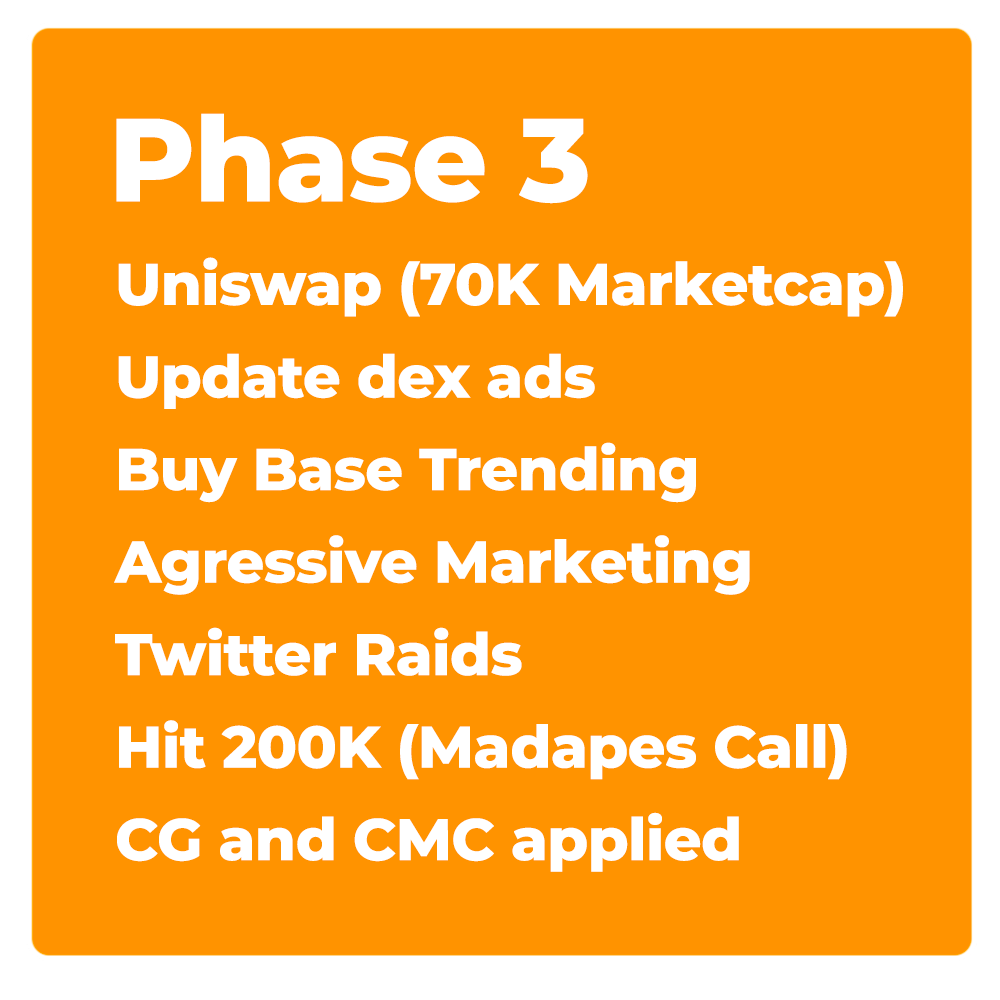 Phase 3
Uniswap (70K Marketcap)
Update dex ads
Buy Base Trending
Agressive Marketing
Twitter Raids
Hit 200K (Madapes Call)
CG and CMC applied